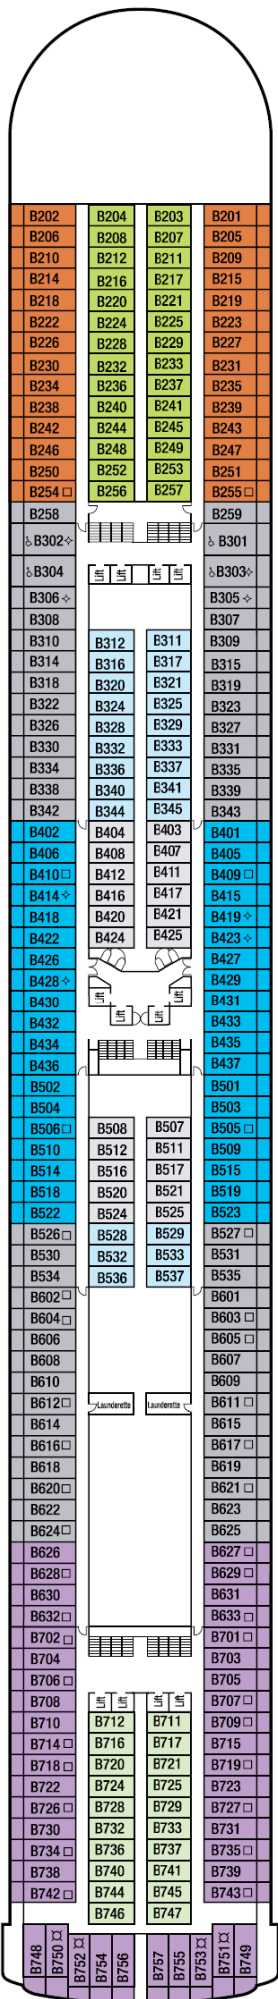 B202 B204 B203 B201
B206 B208 B207 B205
B210 B212 B211 B209
B214 B216 B217 B215
B218 B220 B221 B219
B222 B224 B225 B223
B226 B228 B229 B227
B230 B232 B233 B231
B234 B236 B237 B235
B238 B240 B241 B239
B242 B244 B245 B243
B246 B248 B249 B247
B250 B252 B253 B251
B254 □ B256 B257 B255 □
B258 B259
♿B302✧ ♿ B301
♿B304 Lift Lift Lift Lift ♿B303✧
B306 ✧ B305 ✧
B308 B307
B310 B312 B311 B309
B314 B316 B317 B315
B318 B320 B321 B319
B322 B324 B325 B323
B326 B328 B329 B327
B330 B332 B333 B331
B334 B336 B337 B335
B338 B340 B341 B339
B342 B344 B345 B343
B402 B404 B403 B401
B406 B408 B407 B405
B410 □ B412 B411 B409 □
B414 ✧ B416 B417 B415
B418 B420 B421 B419 ✧
B422 B424 B425 B423 ✧
B426 B427
B428 ✧ Lift Lift B429
B430 Lift Lift B431
B432 B433
B434 B435
B436 B437
B502 B501
B504 B503
B506 □ B508 B507 B505 □
B510 B512 B511 B509
B514 B516 B517 B515
B518 B520 B521 B519
B522 B524 B525 B523
B526 □ B528 B529 B527 □
B530 B532 B533 B531
B534 B536 B537 B535
B602 □ B601
B604 □ B603 □
B606 B605 □
B608 B607
B610 B609
B612 □ Launderette Launderette B611 □
B614 B615
B616 □ B617 □
B618 B619
B620 □ B621 □
B622 B623
B624 □ B625
B626 B627 □
B628 □ B629 □
B630 B631
B632 □ B633 □
B702 □ B701 □
B704 B703
B706 □ B705
B708 Lift Lift Lift Lift B707 □
B710 B712 B711 B709 □
B714 □ B716 B717 B715
B718 □ B720 B721 B719 □
B722 B724 B725 B723
B726 □ B728 B729 B727 □
B730 B732 B733 B731
B734 □ B736 B737 B735 □
B738 B740 B741 B739
B742 □ B744 B745 B743 □
B746 B747
B748 B750 B752 B754 B756 B757 B755 B753 B751 B749